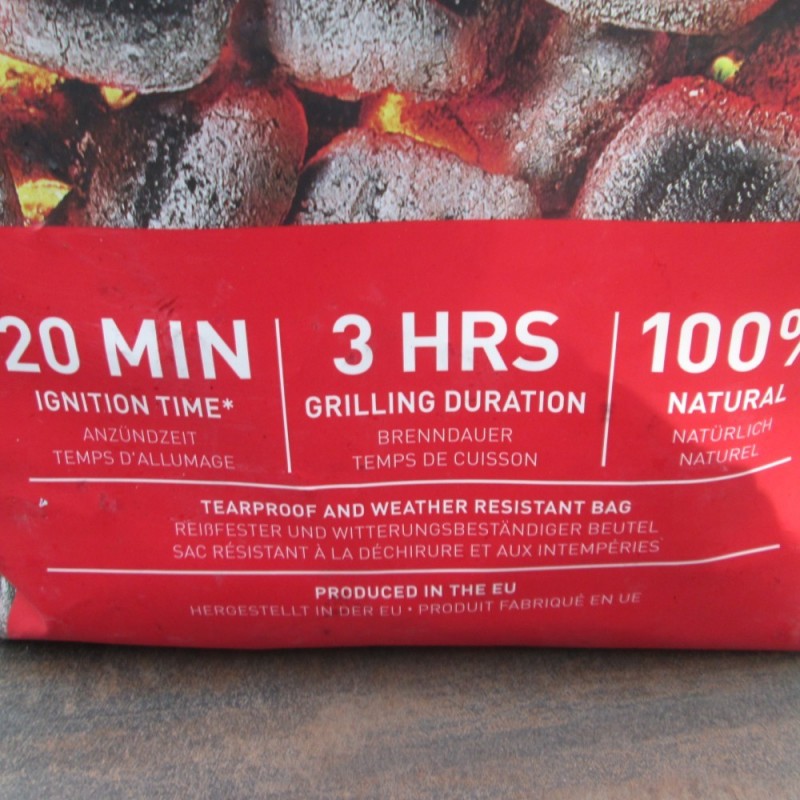 20 MIN
IGNITION TIME*
ANZÜNDZEIT
TEMPS D'ALLUMAGE
3 HRS
GRILLING DURATION
BRENNDAUER
TEMPS DE CUISSON
100%
NATURAL
NATÜRLICH
NATUREL
TEARPROOF AND WEATHER RESISTANT BAG
REIßFESTER UND WITTERUNGSBESTÄNDIGER BEUTEL
SAC RÉSISTANT À LA DÉCHIRURE ET AUX INTEMPÉRIES
PRODUCED IN THE EU
HERGESTELLT IN DER EU • PRODUIT FABRIQUÉ EN UE